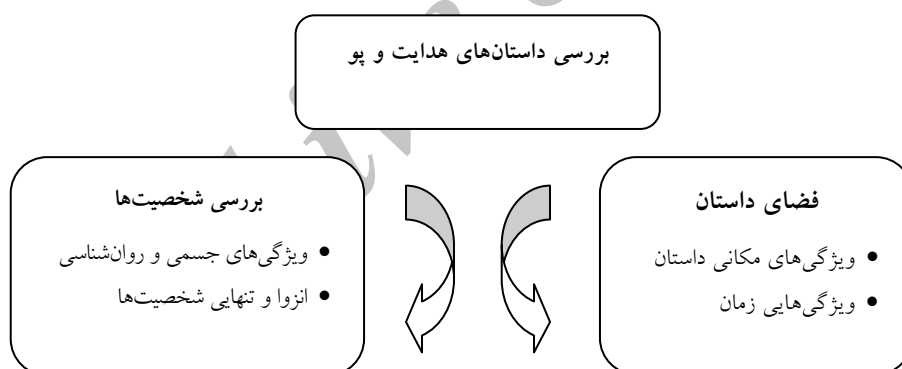 بررسی داستان‌های هدایت و پو
فضای داستان
• ویژگی‌های مکانی داستان
• ویژگی‌هایی زمان
بررسی شخصیت‌ها
• ویژگی‌های جسمی و روان‌شناسی
• انزوا و تنهایی شخصیت‌ها